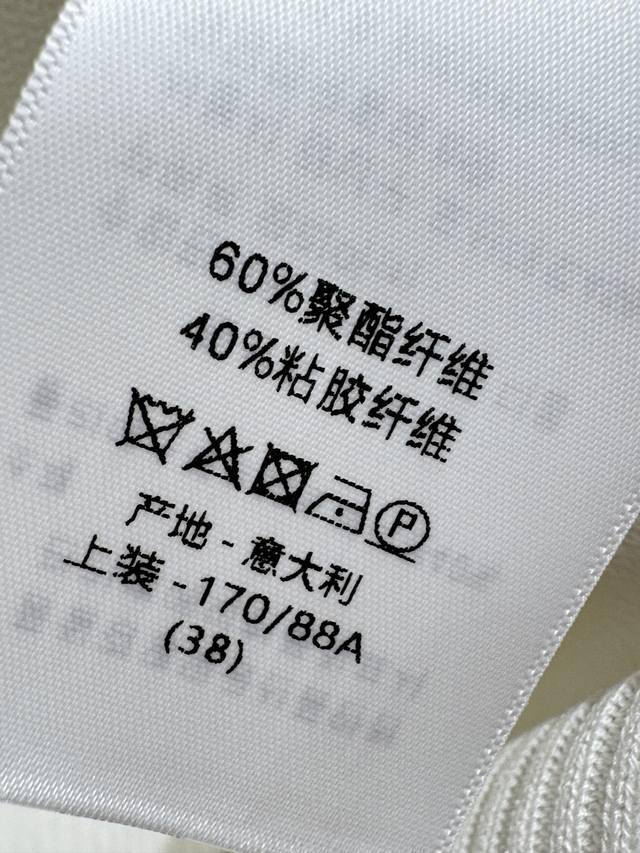 60%聚酯纤维
40%粘胶纤维
P
产地 - 意大利
上装 -170/88A
(38)